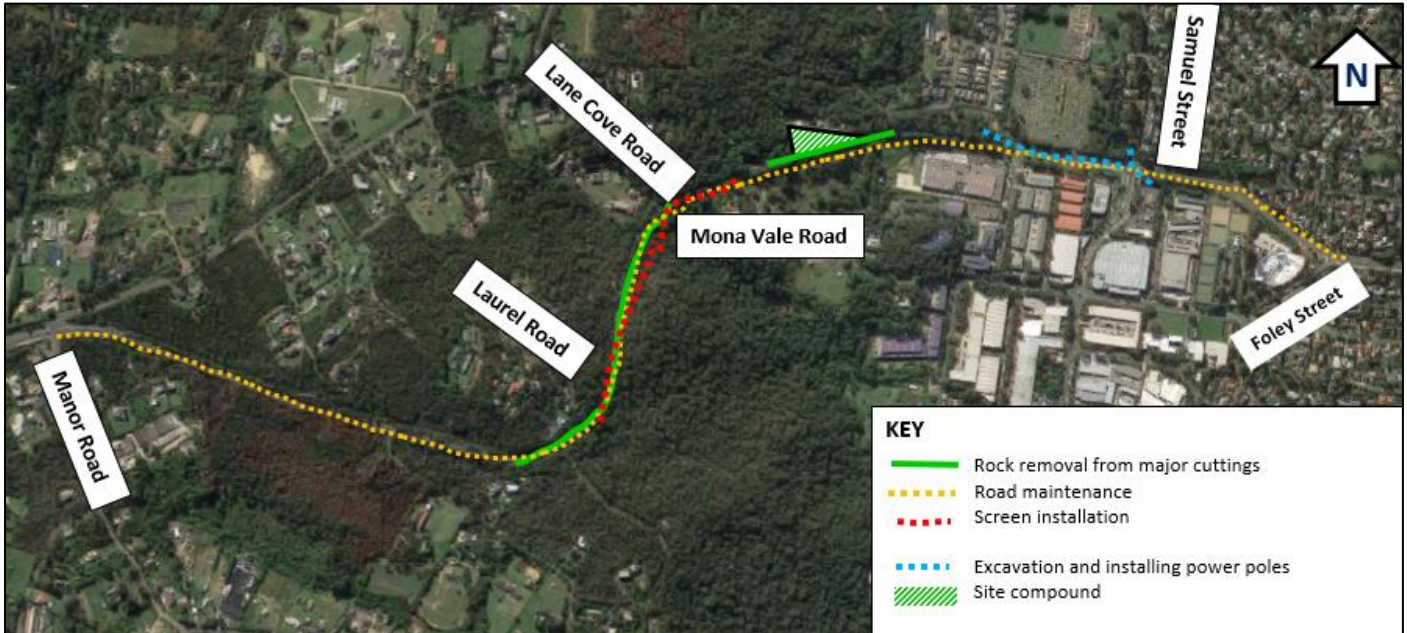 Samuel Street
N
Lane Cove Road
Mona Vale Road
Laurel Road
Foley Street
Manor Road
KEY
Rock removal from major cuttings
Road maintenance
Screen installation
Excavation and installing power poles
Site compound